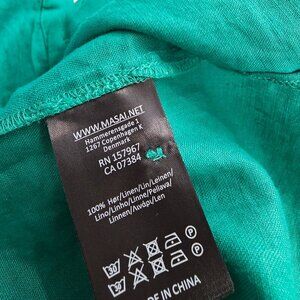 WWW.MASAI.NET
Hammerensgade 1
1267 Copenhagen K
Denmark
RN 157967
CA 07384
100% Hør/Linen/Lin/Leinen/
Lino/Linho/Linne/Pellava/
Linnen/Λινάρι/Len
MADE IN CHINA